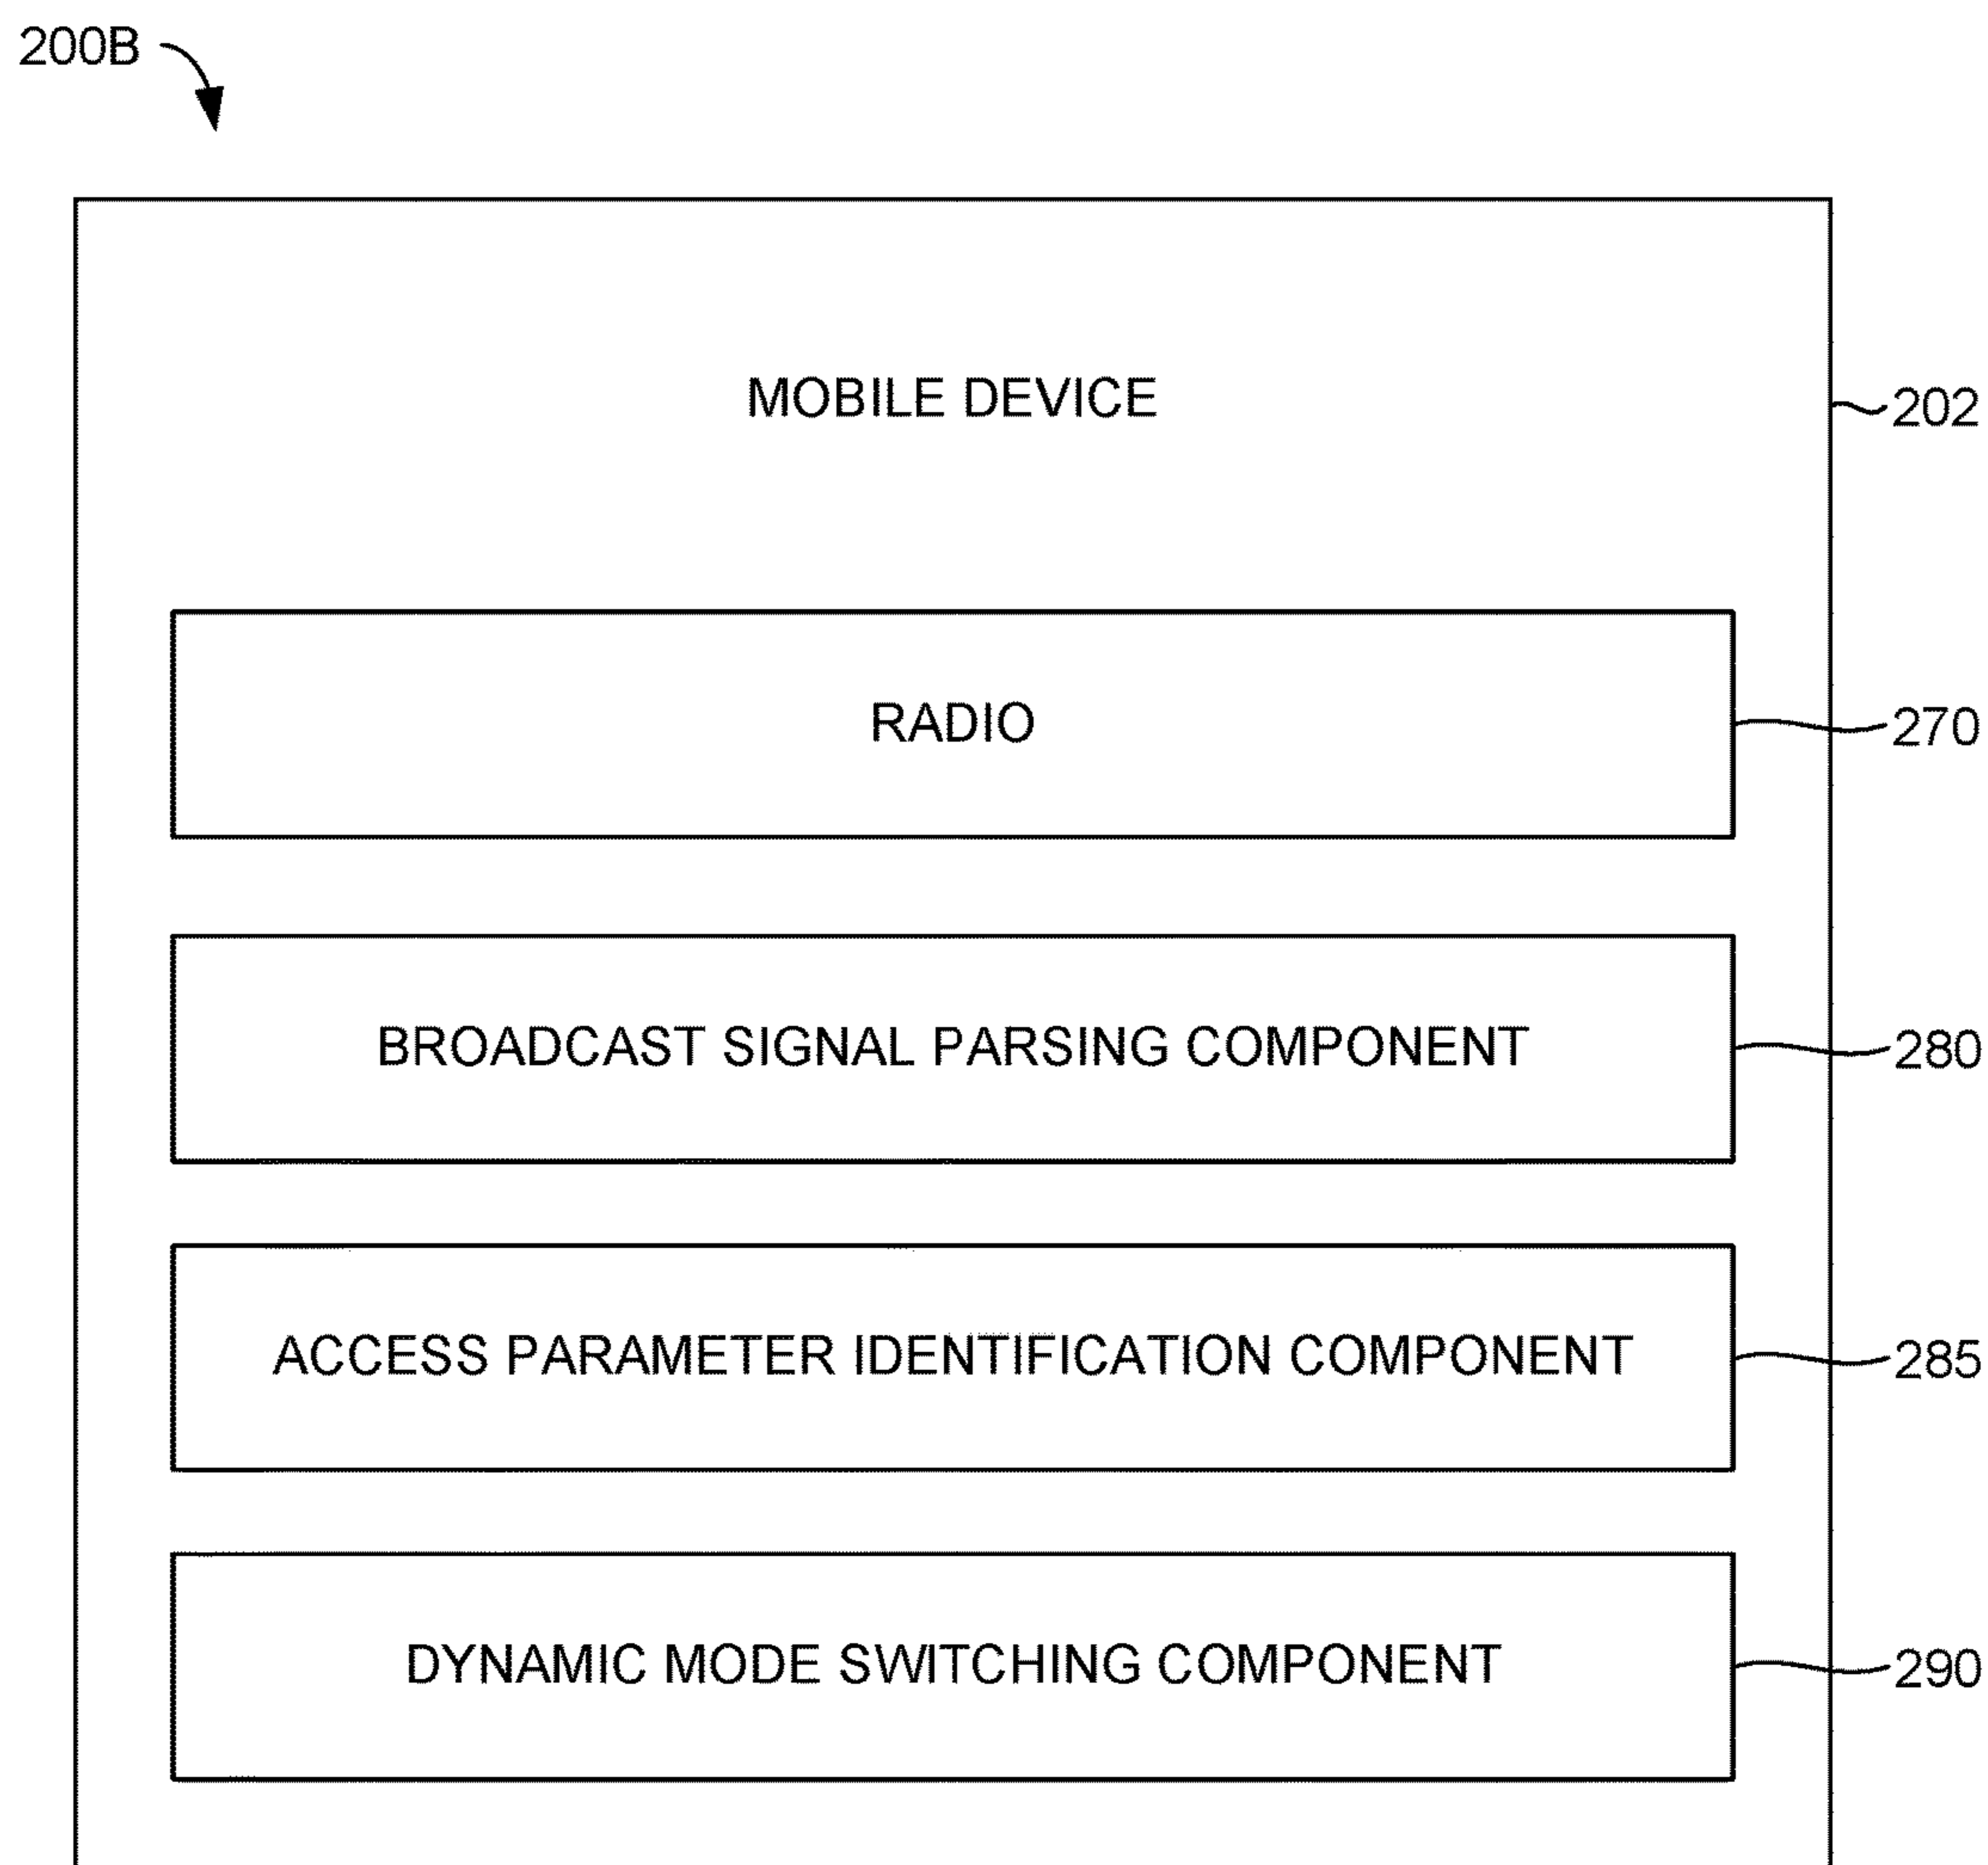 200B
MOBILE DEVICE
202
RADIO
270
BROADCAST SIGNAL PARSING COMPONENT
280
ACCESS PARAMETER IDENTIFICATION COMPONENT
285
DYNAMIC MODE SWITCHING COMPONENT
290